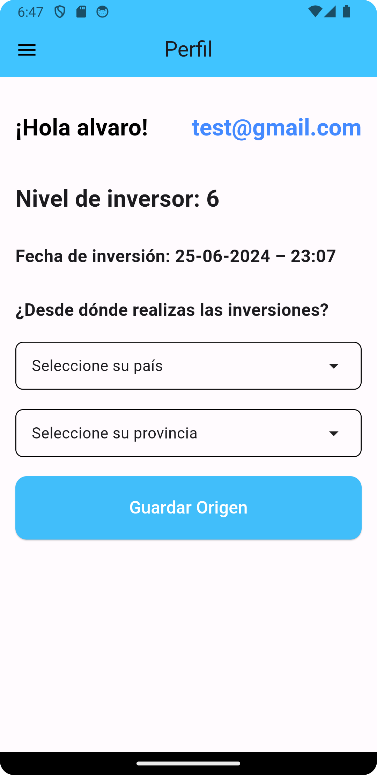 6:47
Perfil
¡Hola alvaro! test@gmail.com
Nivel de inversor: 6
Fecha de inversión: 25-06-2024 – 23:07
¿Desde dónde realizas las inversiones?
Seleccione su país
Seleccione su provincia
Guardar Origen